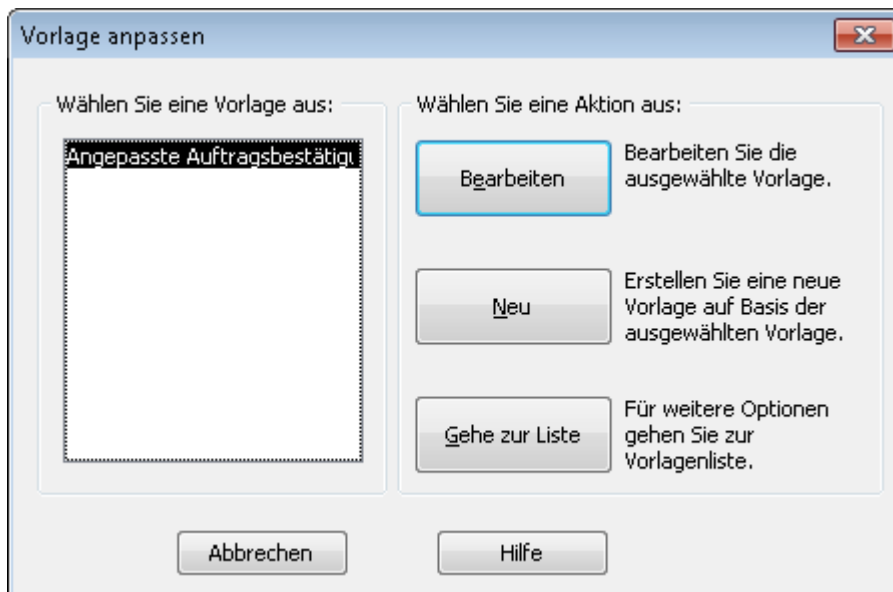 Vorlage anpassen
Wählen Sie eine Vorlage aus:
Angepasste Auftragsbestätigu
Wählen Sie eine Aktion aus:
Bearbeiten
Bearbeiten Sie die
ausgewählte Vorlage.
Neu
Erstellen Sie eine neue
Vorlage auf Basis der
ausgewählten Vorlage.
Gehe zur Liste
Für weitere Optionen
gehen Sie zur
Vorlagenliste.
Abbrechen
Hilfe